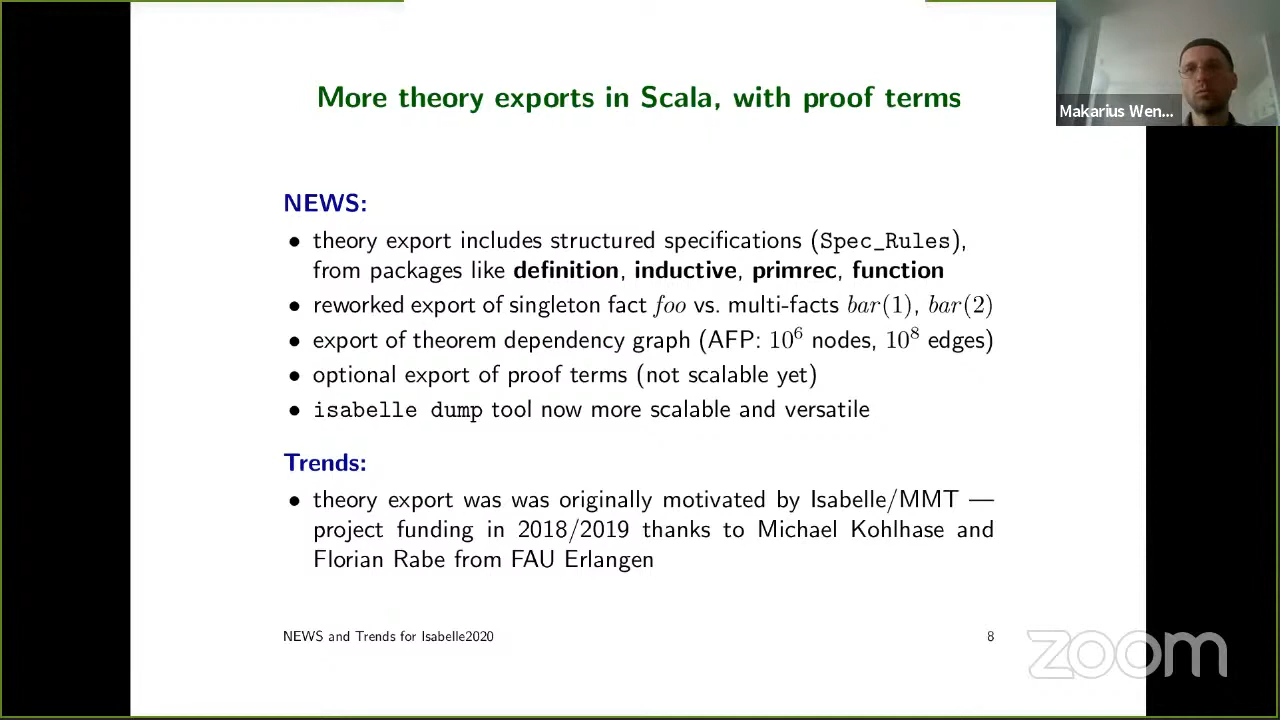 More theory exports in Scala, with proof terms
Makarius Wen...
NEWS:
• theory export includes structured specifications (Spec_Rules),
from packages like definition, inductive, primrec, function
• reworked export of singleton fact foo vs. multi-facts bar(1), bar(2)
• export of theorem dependency graph (AFP: 10⁶ nodes, 10⁸ edges)
• optional export of proof terms (not scalable yet)
• isabelle dump tool now more scalable and versatile
Trends:
• theory export was was originally motivated by Isabelle/MMT —
project funding in 2018/2019 thanks to Michael Kohlhase and
Florian Rabe from FAU Erlangen
NEWS and Trends for Isabelle2020
8
zoom